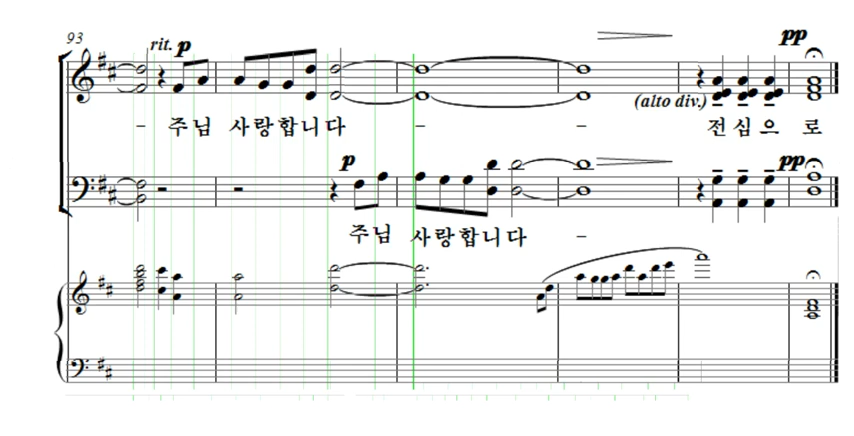 93
rit. p
pp
(alto div.)
- 주님 사랑합니다 - - 전심으로
p
pp
주님 사랑합니다 -